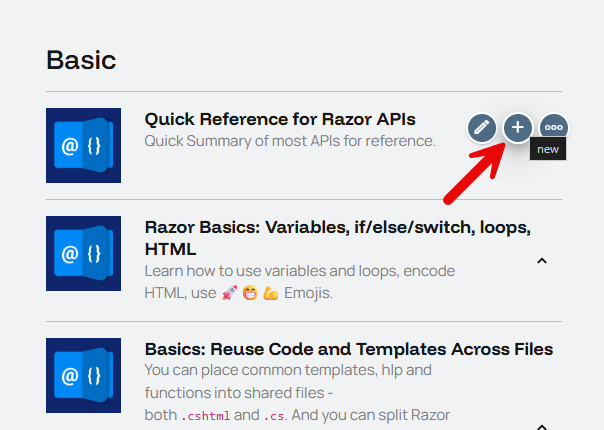 Basic
@ {}
Quick Reference for Razor APIs
Quick Summary of most APIs for reference.
new
@ {}
Razor Basics: Variables, if/else/switch, loops,
HTML
Learn how to use variables and loops, encode
HTML, use 🚀 😁 💪 Emojis.
@ {}
Basics: Reuse Code and Templates Across Files
You can place common templates, hlp and
functions into shared files -
both .cshtml and .cs. And you can split Razor